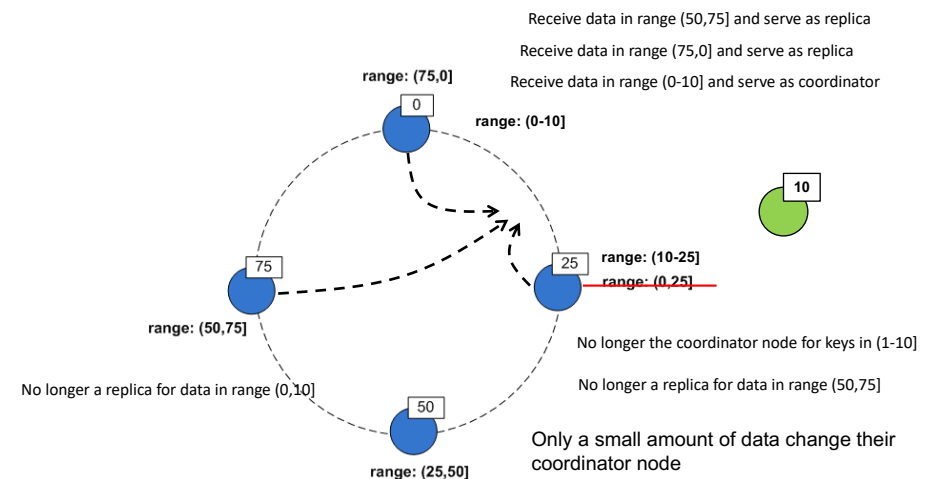 Receive data in range (50,75] and serve as replica
Receive data in range (75,0] and serve as replica
Receive data in range (0-10] and serve as coordinator
range: (75,0]
0
range: (0-10]
10
75
25
range: (10-25]
range: (0,25]
range: (50,75]
No longer the coordinator node for keys in (1-10]
No longer a replica for data in range (0,10]
No longer a replica for data in range (50,75]
50
Only a small amount of data change their
coordinator node
range: (25,50]